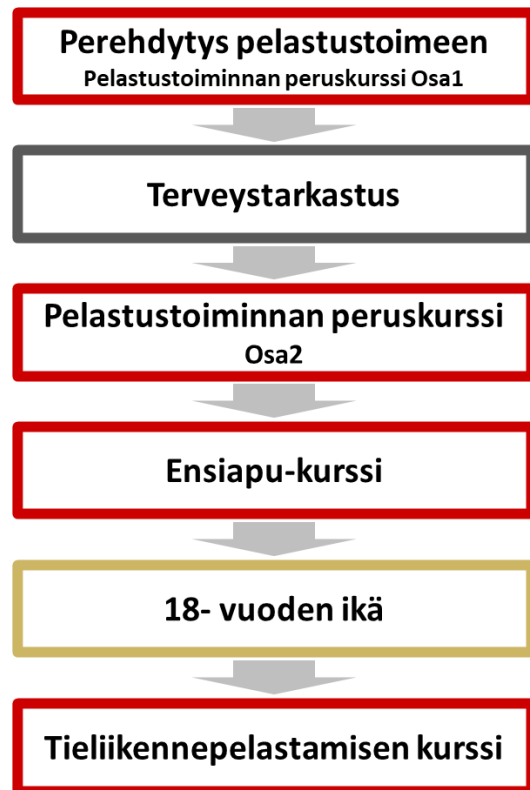 Perehdytys pelastustoimeen
Pelastustoiminnan peruskurssi Osa1
Terveystarkastus
Pelastustoiminnan peruskurssi
Osa2
Ensiapu-kurssi
18- vuoden ikä
Tieliikennepelastamisen kurssi